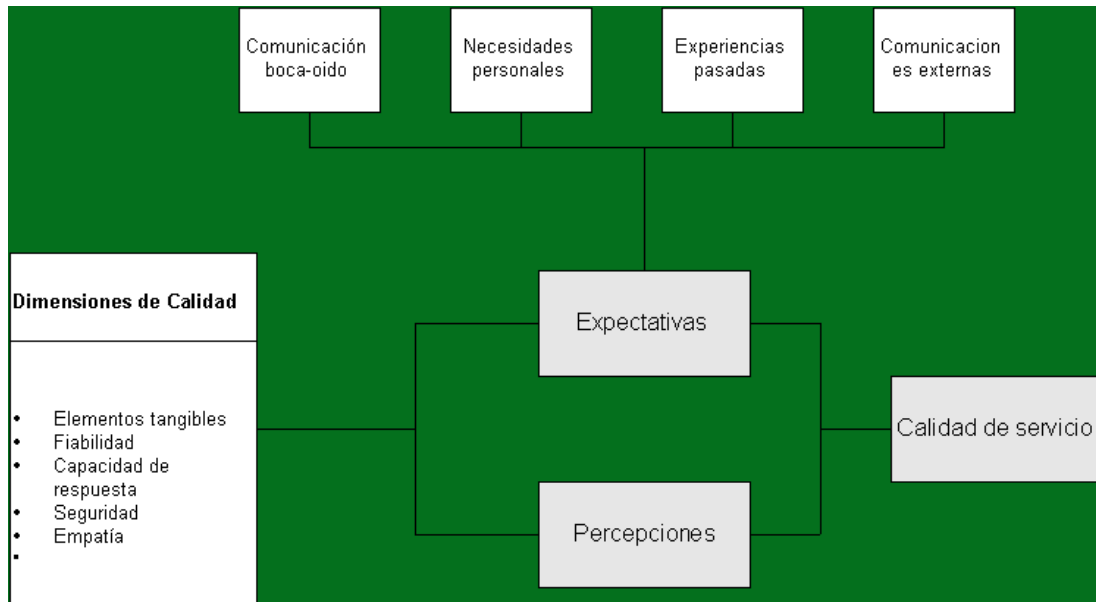 Comunicación
boca-oido
Necesidades
personales
Experiencias
pasadas
Comunicacion
es externas
Dimensiones de Calidad
• Elementos tangibles
• Fiabilidad
• Capacidad de
respuesta
• Seguridad
• Empatía
•
Expectativas
Percepciones
Calidad de servicio